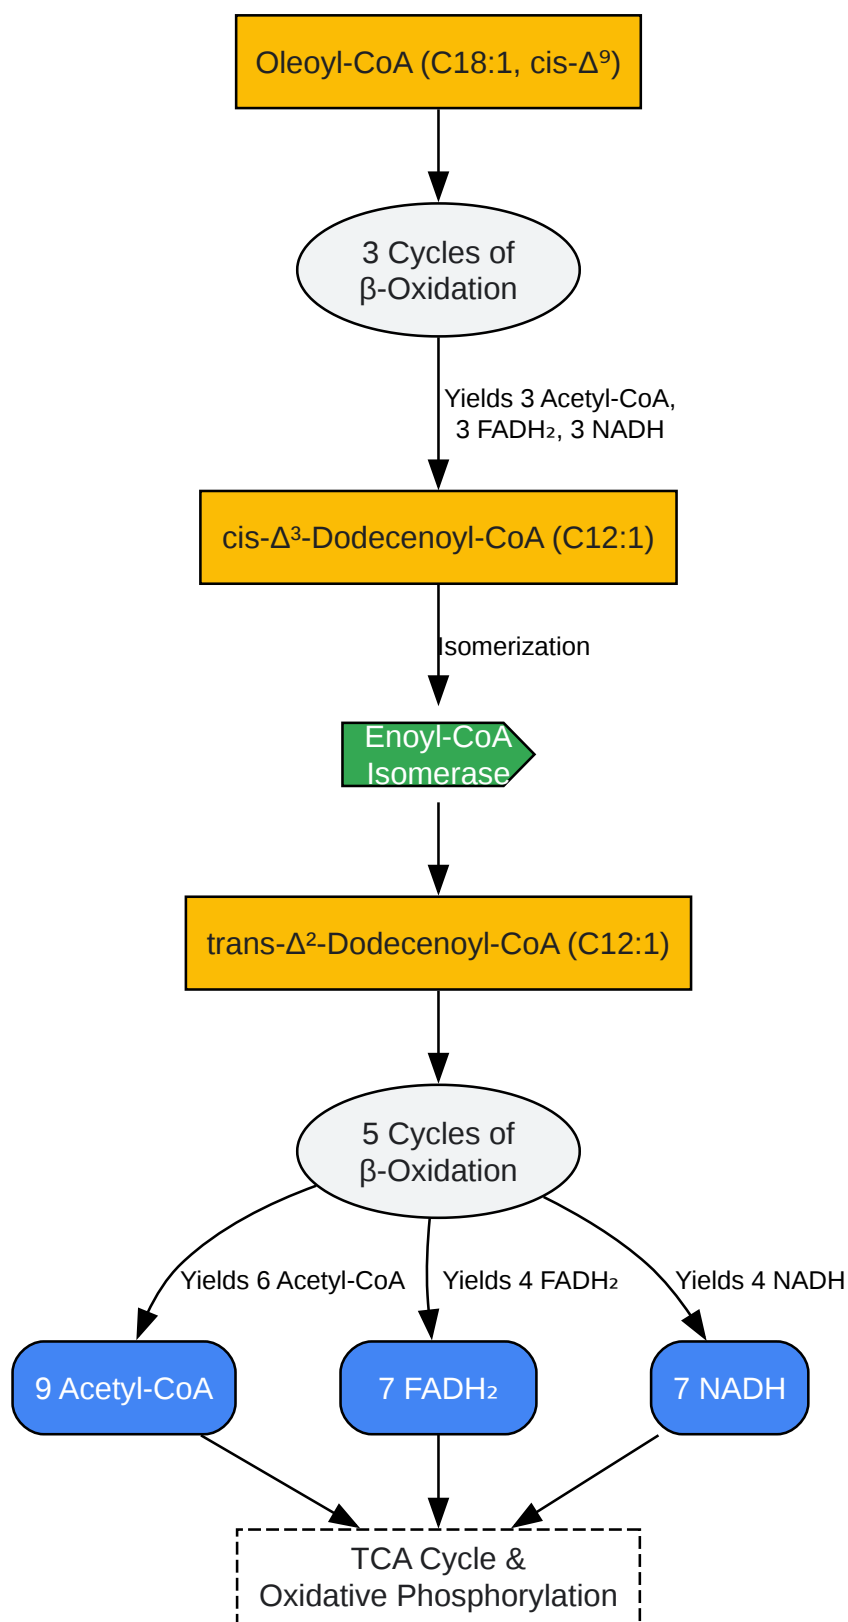 Oleoyl-CoA (C18:1, cis-Δ⁹)
3 Cycles of
β-Oxidation
Yields 3 Acetyl-CoA,
3 FADH₂, 3 NADH
cis-Δ³-Dodecenoyl-CoA (C12:1)
Isomerization
Enoyl-CoA
Isomerase
trans-Δ²-Dodecenoyl-CoA (C12:1)
5 Cycles of
β-Oxidation
Yields 6 Acetyl-CoA
Yields 4 FADH₂
Yields 4 NADH
9 Acetyl-CoA
7 FADH₂
7 NADH
TCA Cycle &
Oxidative Phosphorylation